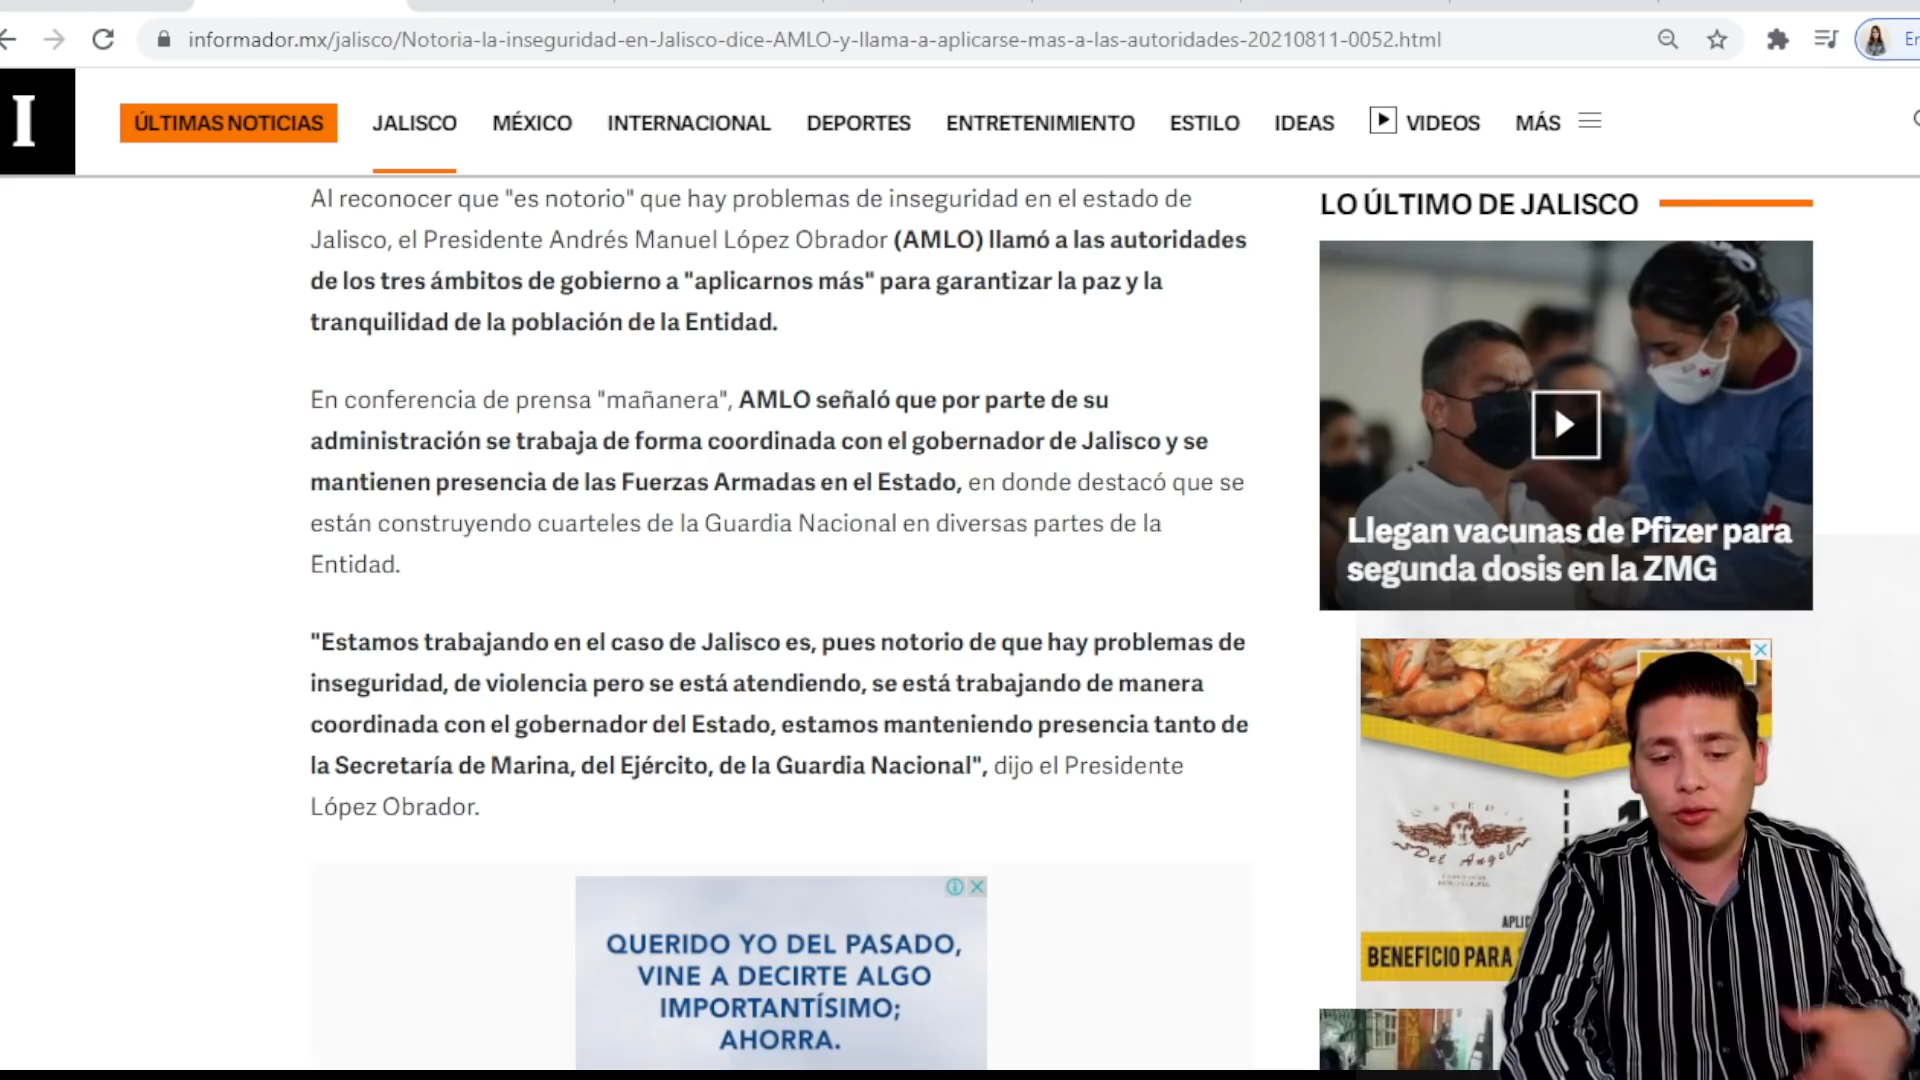 informador.mx/jalisco/Notoria-la-inseguridad-en-Jalisco-dice-AMLO-y-llama-a-aplicarse-mas-a-las-autoridades-20210811-0052.html
I
ÚLTIMAS NOTICIAS JALISCO MÉXICO INTERNACIONAL DEPORTES ENTRETENIMIENTO ESTILO IDEAS VIDEOS MÁS
Al reconocer que "es notorio" que hay problemas de inseguridad en el estado de
Jalisco, el Presidente Andrés Manuel López Obrador (AMLO) llamó a las autoridades
de los tres ámbitos de gobierno a "aplicarnos más" para garantizar la paz y la
tranquilidad de la población de la Entidad.
En conferencia de prensa "mañanera", AMLO señaló que por parte de su
administración se trabaja de forma coordinada con el gobernador de Jalisco y se
mantienen presencia de las Fuerzas Armadas en el Estado, en donde destacó que se
están construyendo cuarteles de la Guardia Nacional en diversas partes de la
Entidad.
"Estamos trabajando en el caso de Jalisco es, pues notorio de que hay problemas de
inseguridad, de violencia pero se está atendiendo, se está trabajando de manera
coordinada con el gobernador del Estado, estamos manteniendo presencia tanto de
la Secretaría de Marina, del Ejército, de la Guardia Nacional", dijo el Presidente
López Obrador.
QUERIDO YO DEL PASADO,
VINE A DECIRTE ALGO
IMPORTANTÍSIMO;
AHORRA.
LO ÚLTIMO DE JALISCO
Llegan vacunas de Pfizer para
segunda dosis en la ZMG
Del Angel
BENEFICIO PARA